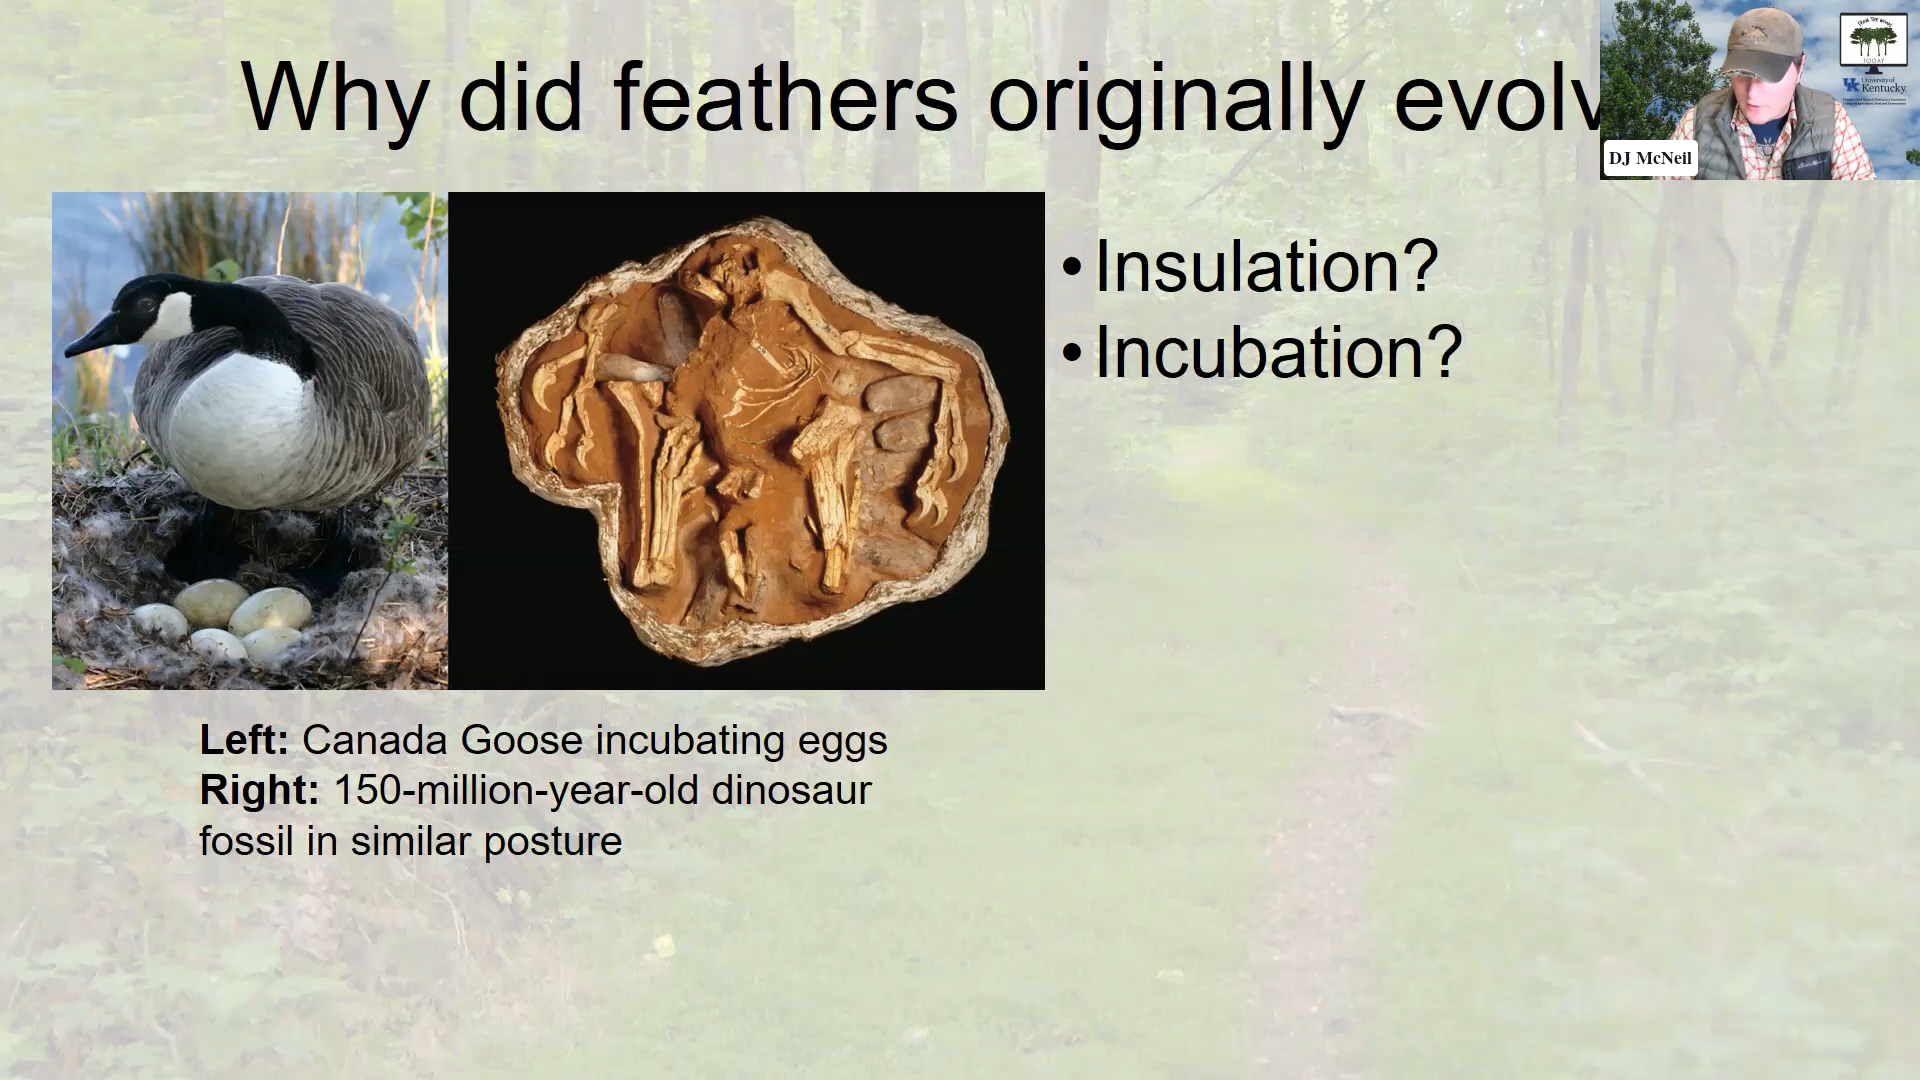 Why did feathers originally evolv
DJ McNeil
TODAY
University of
Kentucky
• Insulation?
• Incubation?
Left: Canada Goose incubating eggs
Right: 150-million-year-old dinosaur
fossil in similar posture